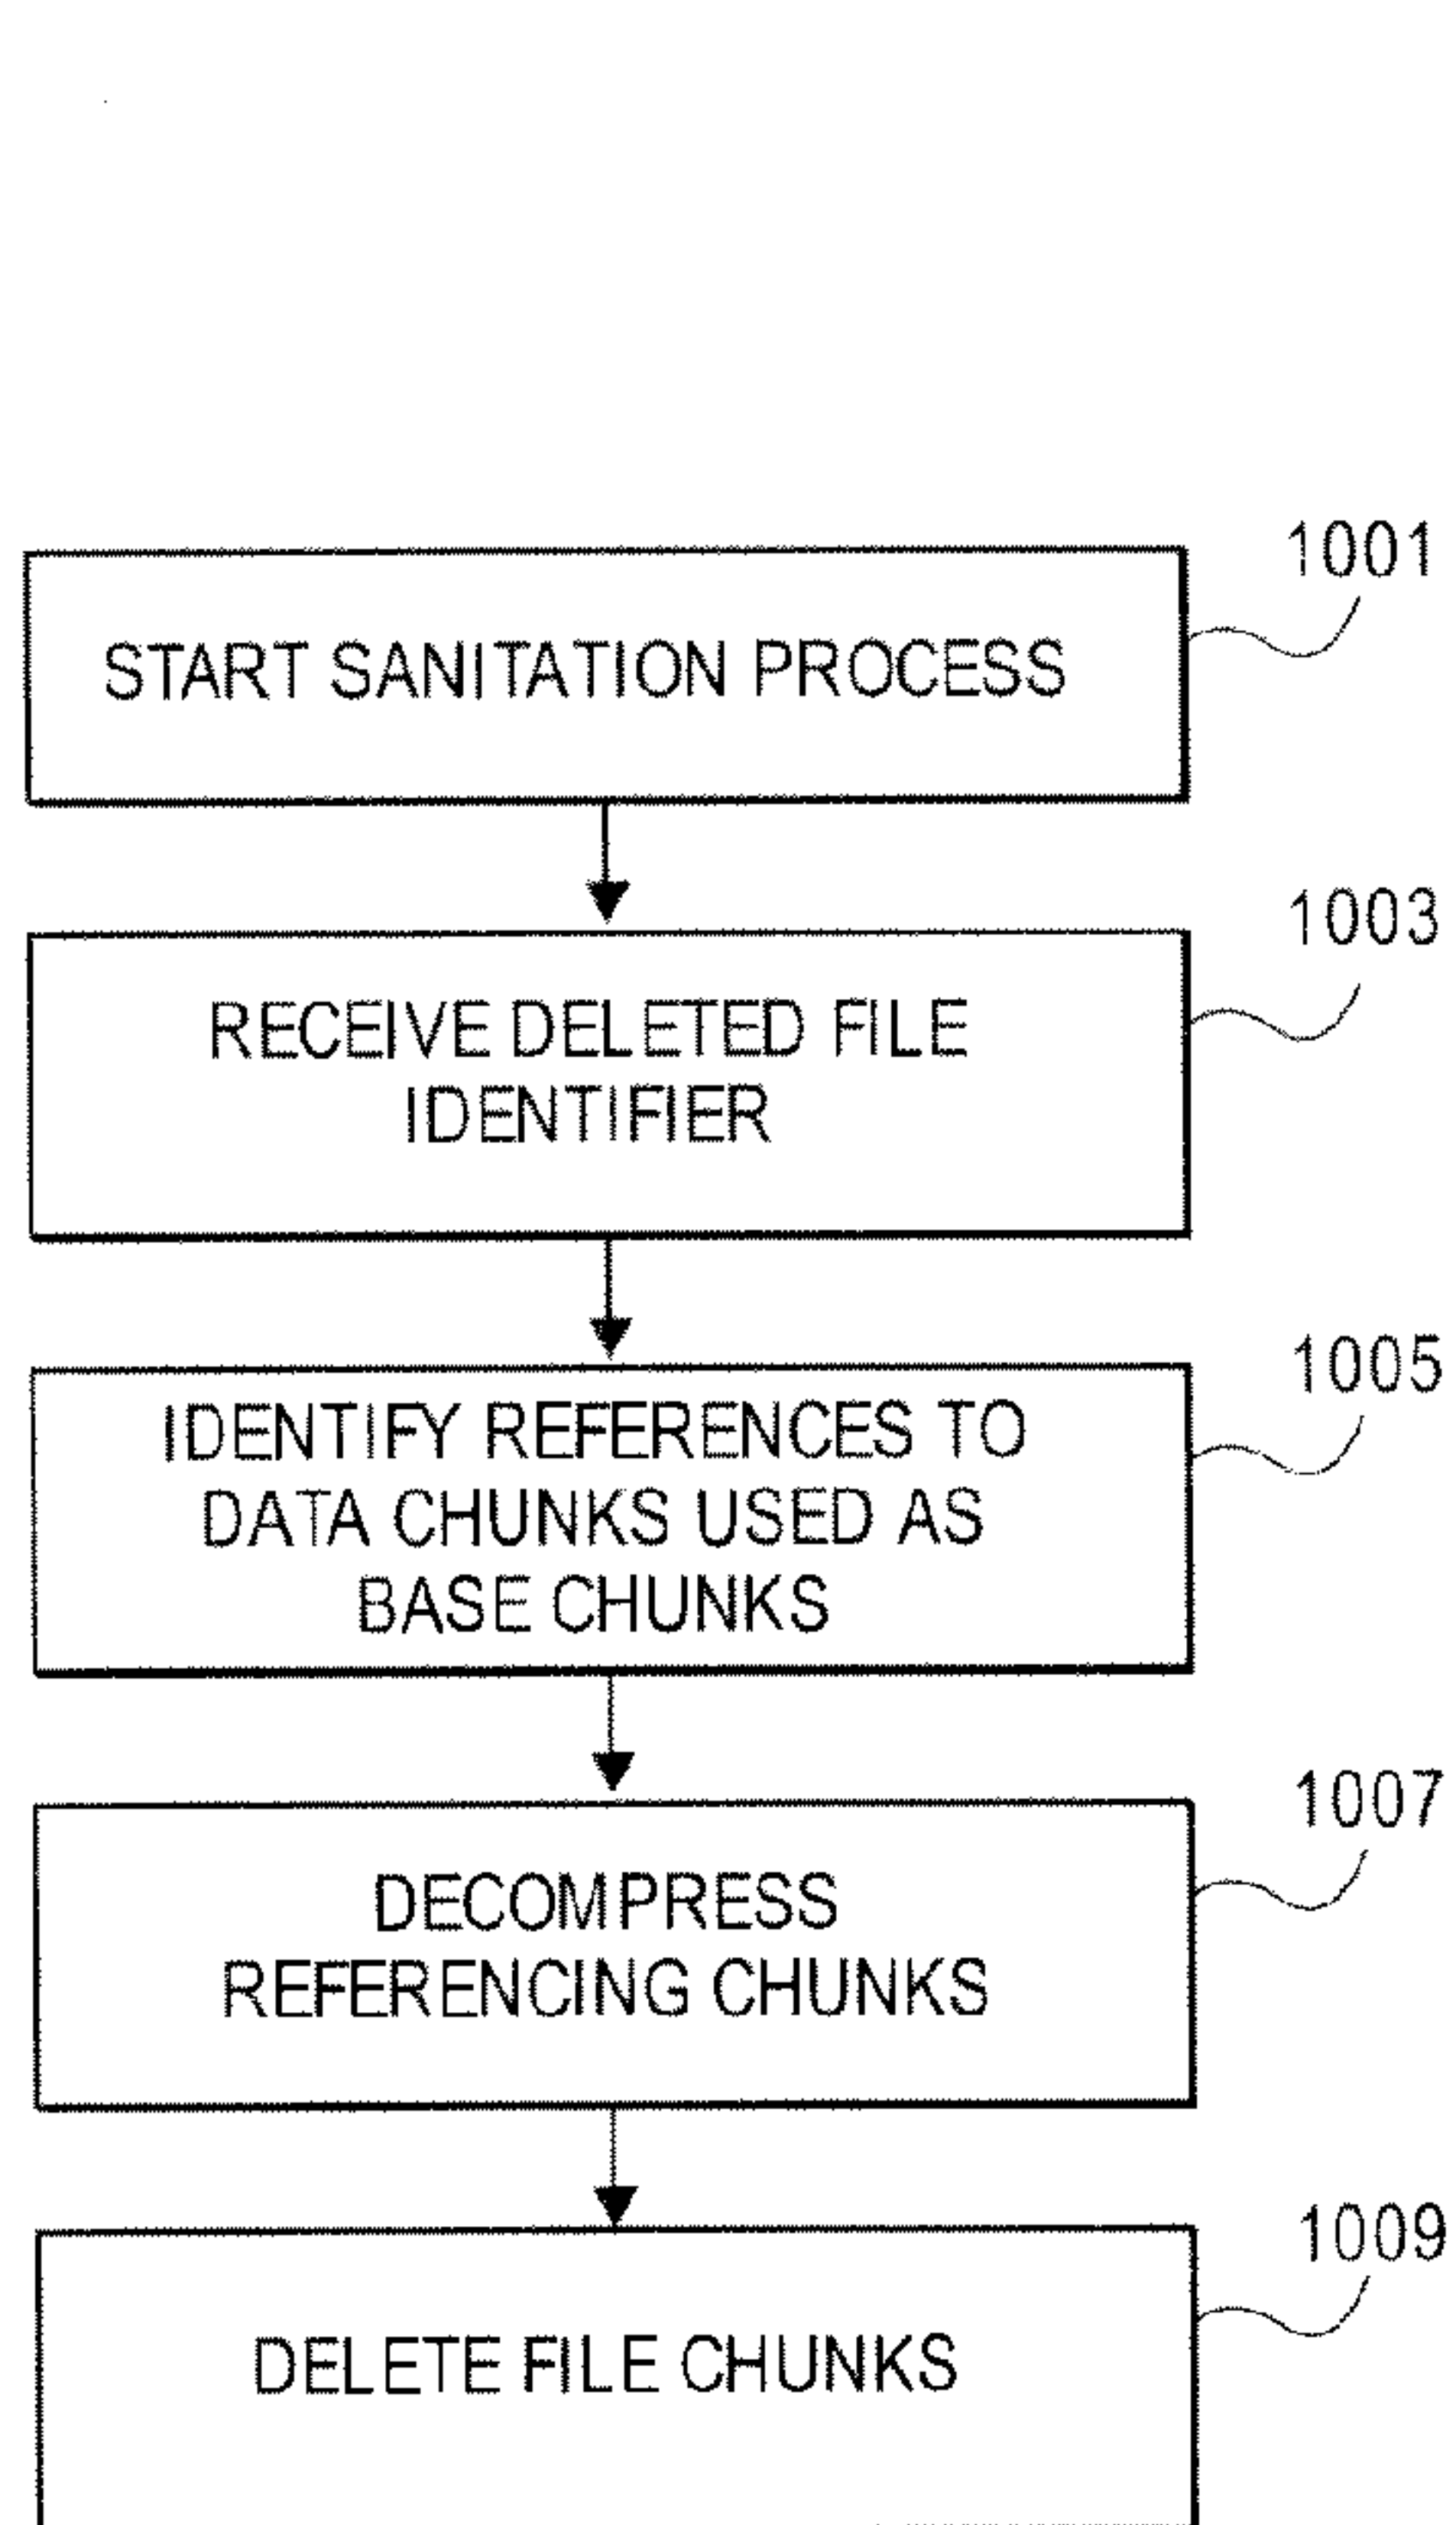 1001
START SANITATION PROCESS
1003
RECEIVE DELETED FILE
IDENTIFIER
1005
IDENTIFY REFERENCES TO
DATA CHUNKS USED AS
BASE CHUNKS
1007
DECOMPRESS
REFERENCING CHUNKS
1009
DELETE FILE CHUNKS